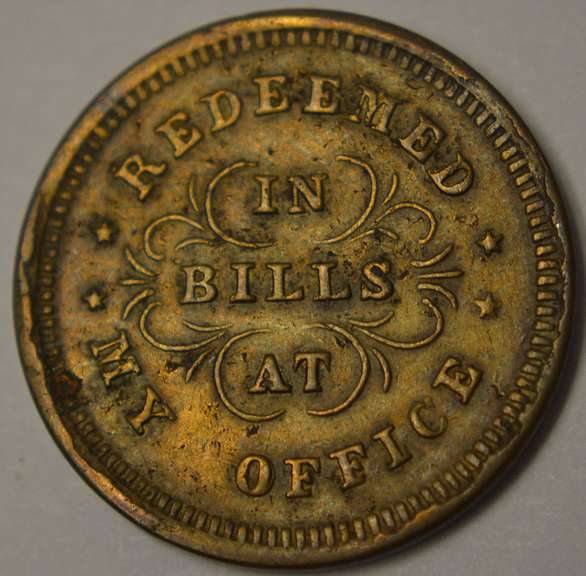 REDEEMED
IN
BILLS
AT
MY OFFICE